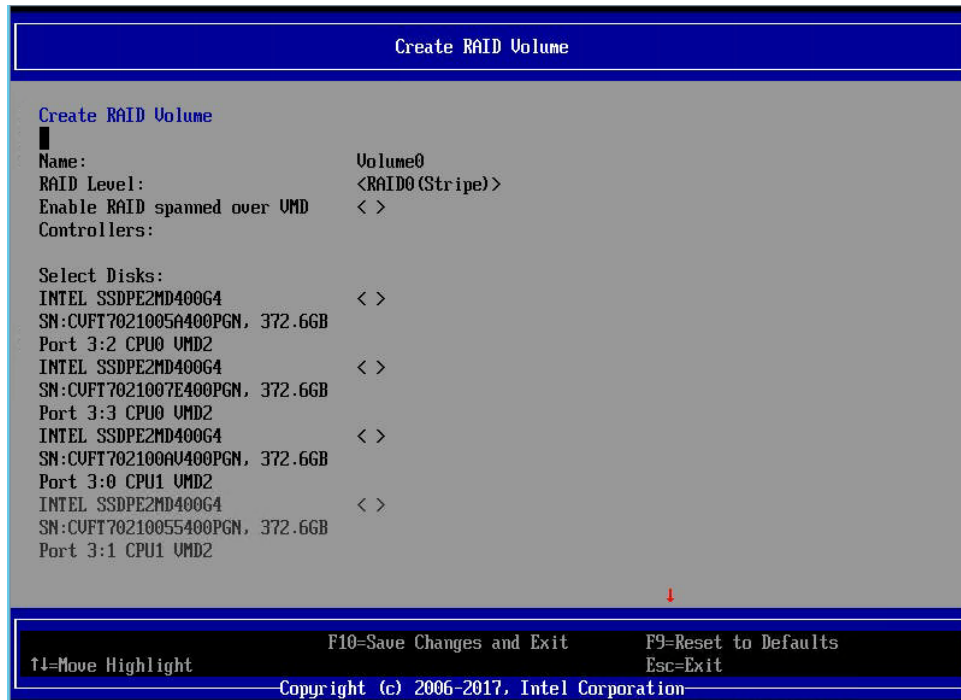 Create RAID Volume
Create RAID Volume
Name: Volume0
RAID Level: <RAID0(Stripe)>
Enable RAID spanned over VMD < >
Controllers:
Select Disks:
INTEL SSDPE2MD400G4 < >
SN:CVFT7021005A400PGN, 372.6GB
Port 3:2 CPU0 VMD2
INTEL SSDPE2MD400G4 < >
SN:CVFT7021007E400PGN, 372.6GB
Port 3:3 CPU0 VMD2
INTEL SSDPE2MD400G4 < >
SN:CVFT702100AV400PGN, 372.6GB
Port 3:0 CPU1 VMD2
INTEL SSDPE2MD400G4 < >
SN:CVFT70210055400PGN, 372.6GB
Port 3:1 CPU1 VMD2
↓
F10=Save Changes and Exit F9=Reset to Defaults
↑↓=Move Highlight Esc=Exit
Copyright (c) 2006-2017, Intel Corporation